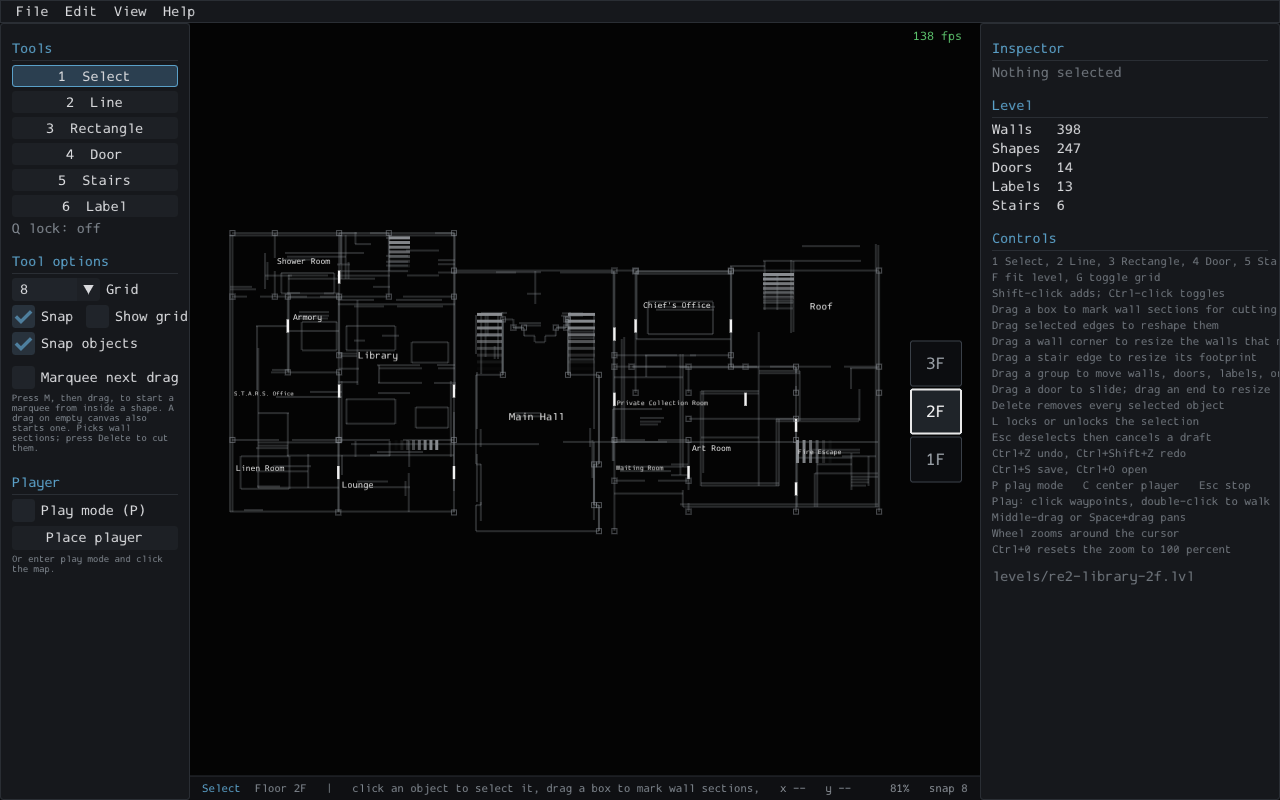 File Edit View Help
Tools
1 Select
2 Line
3 Rectangle
4 Door
5 Stairs
6 Label
Q lock: off
Tool options
8 ▼ Grid
Snap Show grid
Snap objects
Marquee next drag
Press M, then drag, to start a
marquee from inside a shape. A
drag on empty canvas also
starts one. Picks wall
sections; press Delete to cut
them.
Player
Play mode (P)
Place player
Or enter play mode and click
the map.
138 fps
Shower Room
Armory
Library
S.T.A.R.S. Office
Linen Room
Lounge
Main Hall
Chief's Office
Roof
Private Collection Room
Art Room
Waiting Room
Fire Escape
3F
2F
1F
Select Floor 2F | click an object to select it, drag a box to mark wall sections, x -- y -- 81% snap 8
Inspector
Nothing selected
Level
Walls 398
Shapes 247
Doors 14
Labels 13
Stairs 6
Controls
1 Select, 2 Line, 3 Rectangle, 4 Door, 5 Sta
F fit level, G toggle grid
Shift-click adds; Ctrl-click toggles
Drag a box to mark wall sections for cutting
Drag selected edges to reshape them
Drag a wall corner to resize the walls that
Drag a stair edge to resize its footprint
Drag a group to move walls, doors, labels, o
Drag a door to slide; drag an end to resize
Delete removes every selected object
L locks or unlocks the selection
Esc deselects then cancels a draft
Ctrl+Z undo, Ctrl+Shift+Z redo
Ctrl+S save, Ctrl+O open
P play mode C center player Esc stop
Play: click waypoints, double-click to walk
Middle-drag or Space+drag pans
Wheel zooms around the cursor
Ctrl+0 resets the zoom to 100 percent
levels/re2-library-2f.lvl